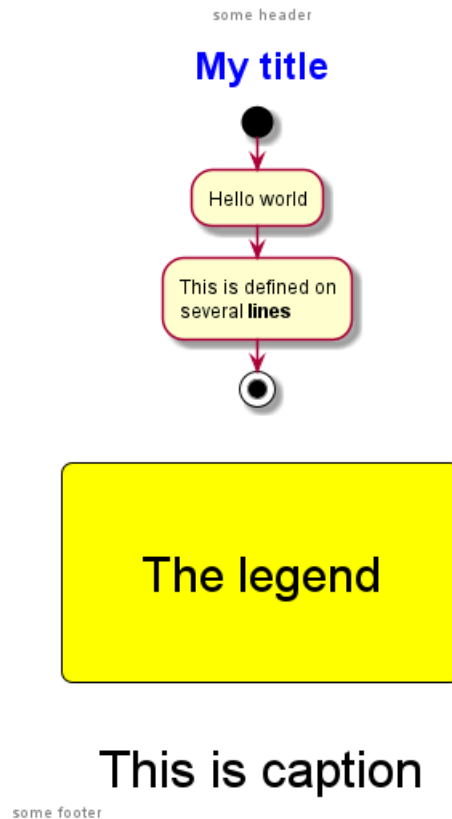 some header
My title
Hello world
This is defined on
several lines
The legend
This is caption
some footer